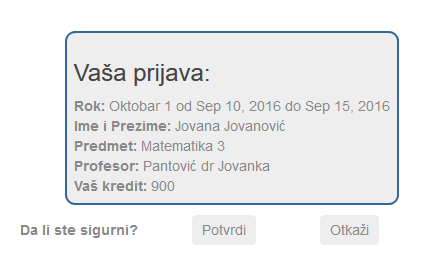 Vaša prijava:
Rok: Oktobar 1 od Sep 10, 2016 do Sep 15, 2016
Ime i Prezime: Jovana Jovanović
Predmet: Matematika 3
Profesor: Pantović dr Jovanka
Vaš kredit: 900
Da li ste sigurni? Potvrdi Otkaži